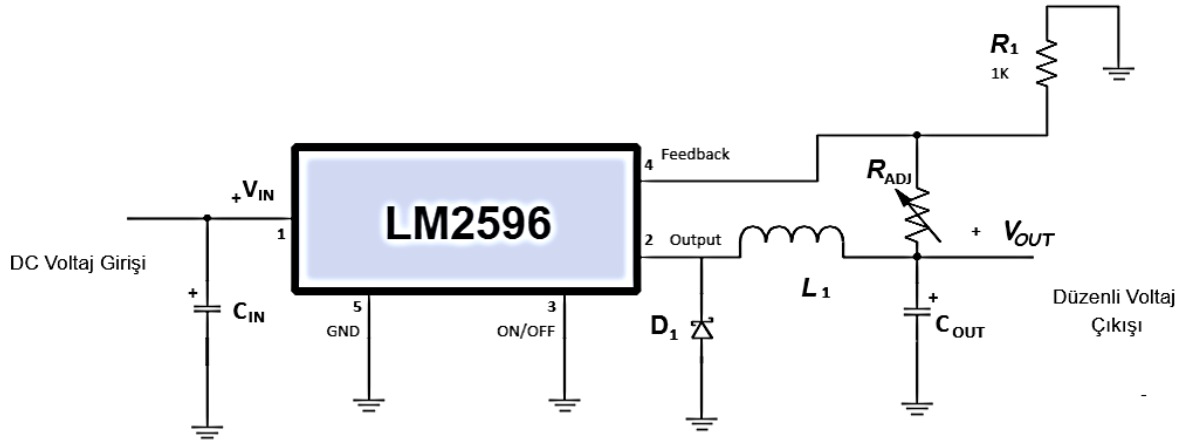 R1
1K
4 Feedback
RADJ
+VIN
1
LM2596
2 Output
+ VOUT
DC Voltaj Girişi
L1
Düzenli Voltaj
Çıkışı
+
CIN
5
GND
3
ON/OFF
D1
+
COUT
-